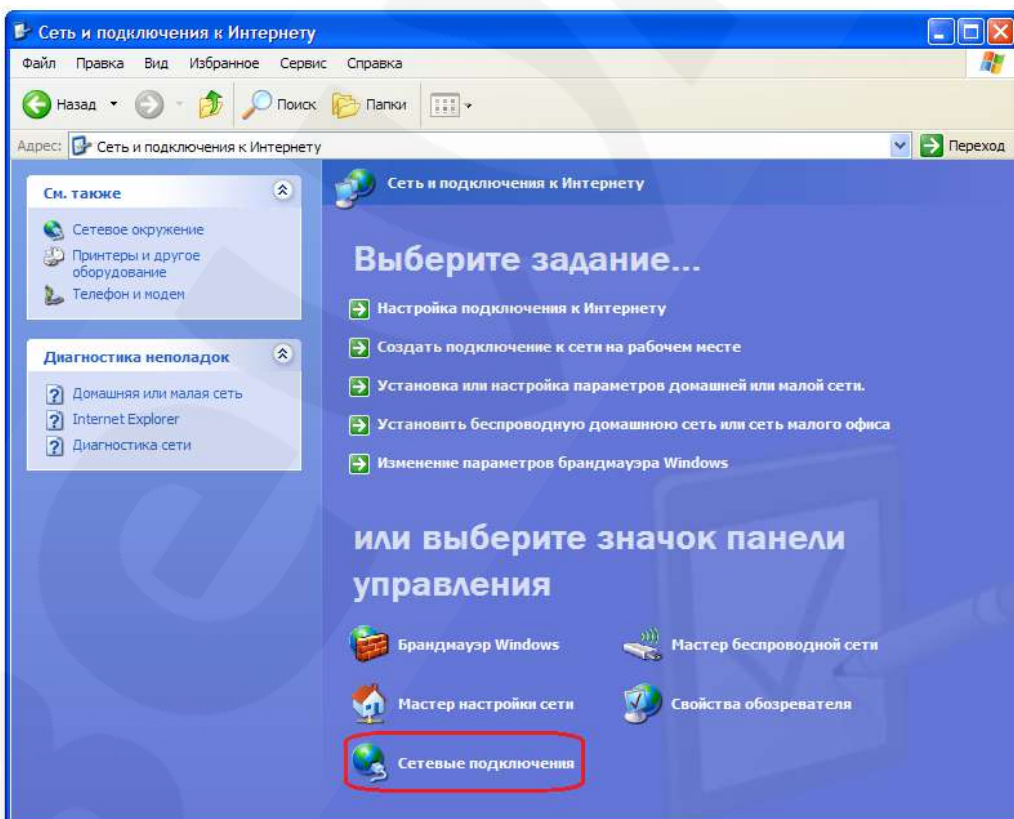 Сеть и подключения к Интернету
Файл Правка Вид Избранное Сервис Справка
Назад Поиск Папки
Адрес: Сеть и подключения к Интернету Переход
См. также
Сетевое окружение
Принтеры и другое
оборудование
Телефон и модем
Диагностика неполадок
Домашняя или малая сеть
Internet Explorer
Диагностика сети
Сеть и подключения к Интернету
Выберите задание...
Настройка подключения к Интернету
Создать подключение к сети на рабочем месте
Установка или настройка параметров домашней или малой сети.
Установить беспроводную домашнюю сеть или сеть малого офиса
Изменение параметров брандмауэра Windows
или выберите значок панели
управления
Брандмауэр Windows Мастер беспроводной сети
Мастер настройки сети Свойства обозревателя
Сетевые подключения